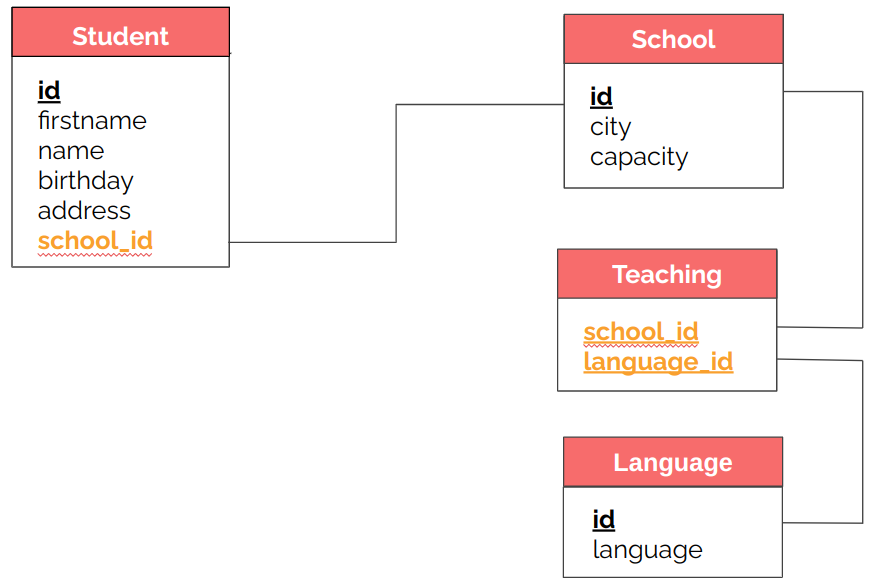 Student
id
firstname
name
birthday
address
school_id
School
id
city
capacity
Teaching
school_id
language_id
Language
id
language